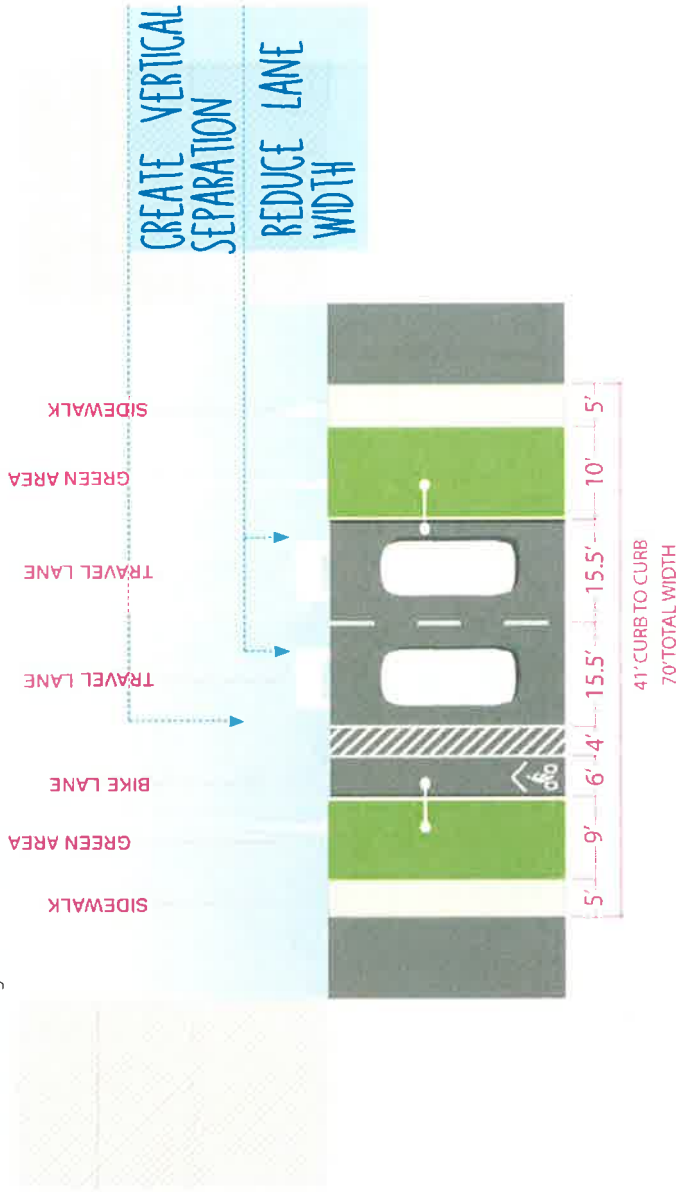 CREATE VERTICAL
SEPARATION
REDUCE LANE
WIDTH
SIDEWALK
GREEN AREA
BIKE LANE
TRAVEL LANE
TRAVEL LANE
GREEN AREA
SIDEWALK
5' 9' 6' 4' 15.5' 15.5' 10' 5'
41' CURB TO CURB
70' TOTAL WIDTH